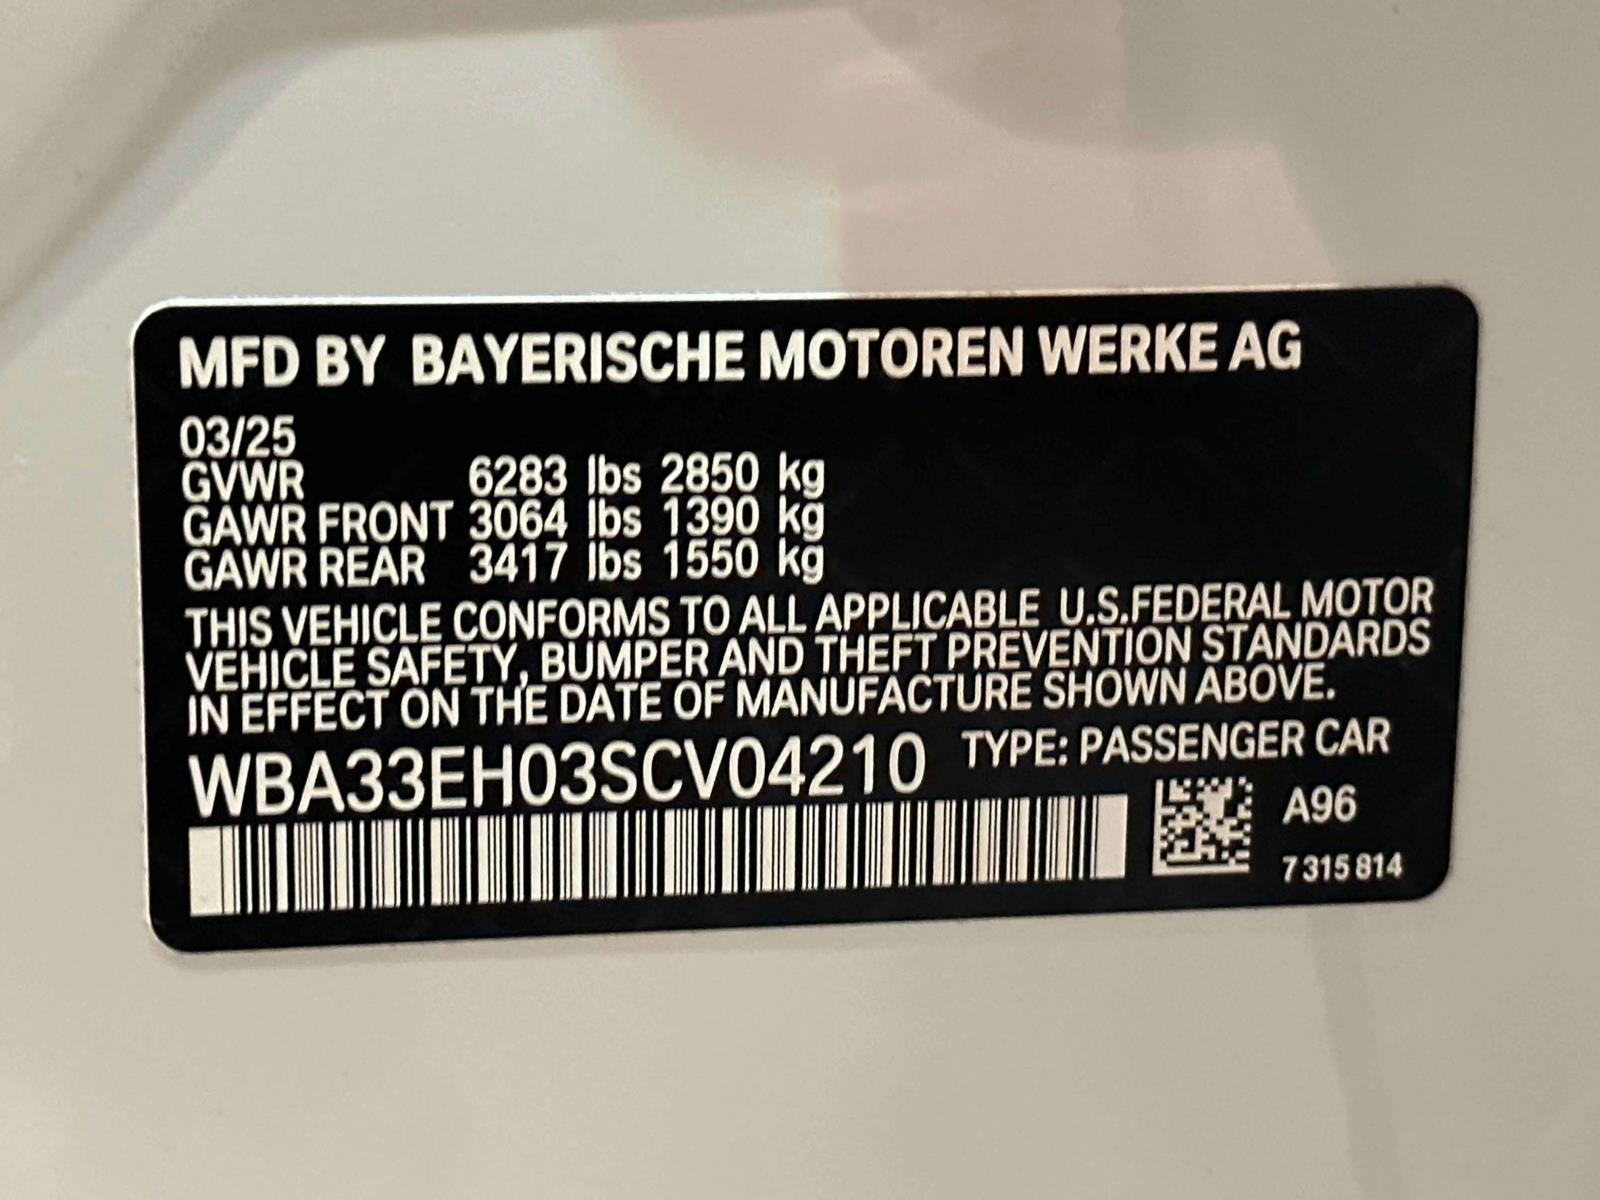 MFD BY BAYERISCHE MOTOREN WERKE AG
03/25
GVWR 6283 lbs 2850 kg
GAWR FRONT 3064 lbs 1390 kg
GAWR REAR 3417 lbs 1550 kg
THIS VEHICLE CONFORMS TO ALL APPLICABLE U.S.FEDERAL MOTOR
VEHICLE SAFETY, BUMPER AND THEFT PREVENTION STANDARDS
IN EFFECT ON THE DATE OF MANUFACTURE SHOWN ABOVE.
WBA33EH03SCV04210 TYPE: PASSENGER CAR
A96
7 315 814